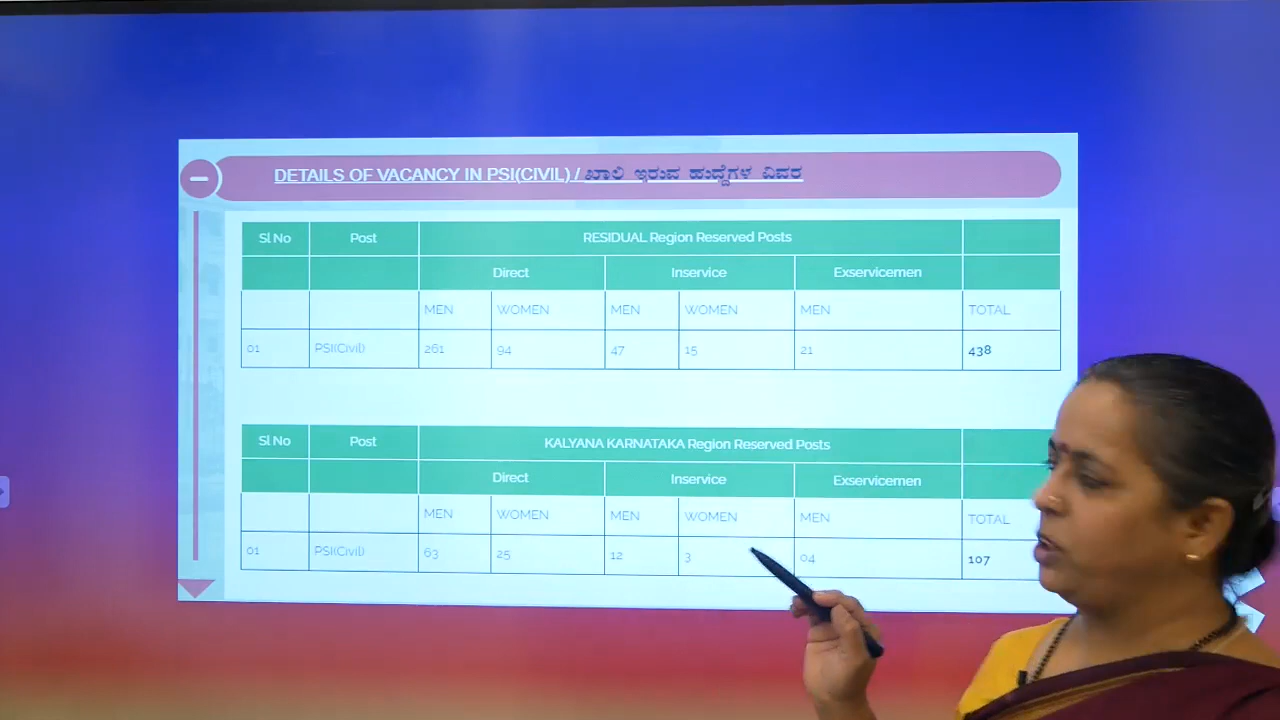 DETAILS OF VACANCY IN PSI(CIVIL) / ಖಾಲಿ ಇರುವ ಹುದ್ದೆಗಳ ವಿವರ
Sl No Post RESIDUAL Region Reserved Posts
Direct Inservice Exservicemen
MEN WOMEN MEN WOMEN MEN TOTAL
01 PSI(Civil) 261 94 47 15 21 438
Sl No Post KALYANA KARNATAKA Region Reserved Posts
Direct Inservice Exservicemen
MEN WOMEN MEN WOMEN MEN TOTAL
01 PSI(Civil) 63 25 12 3 04 107